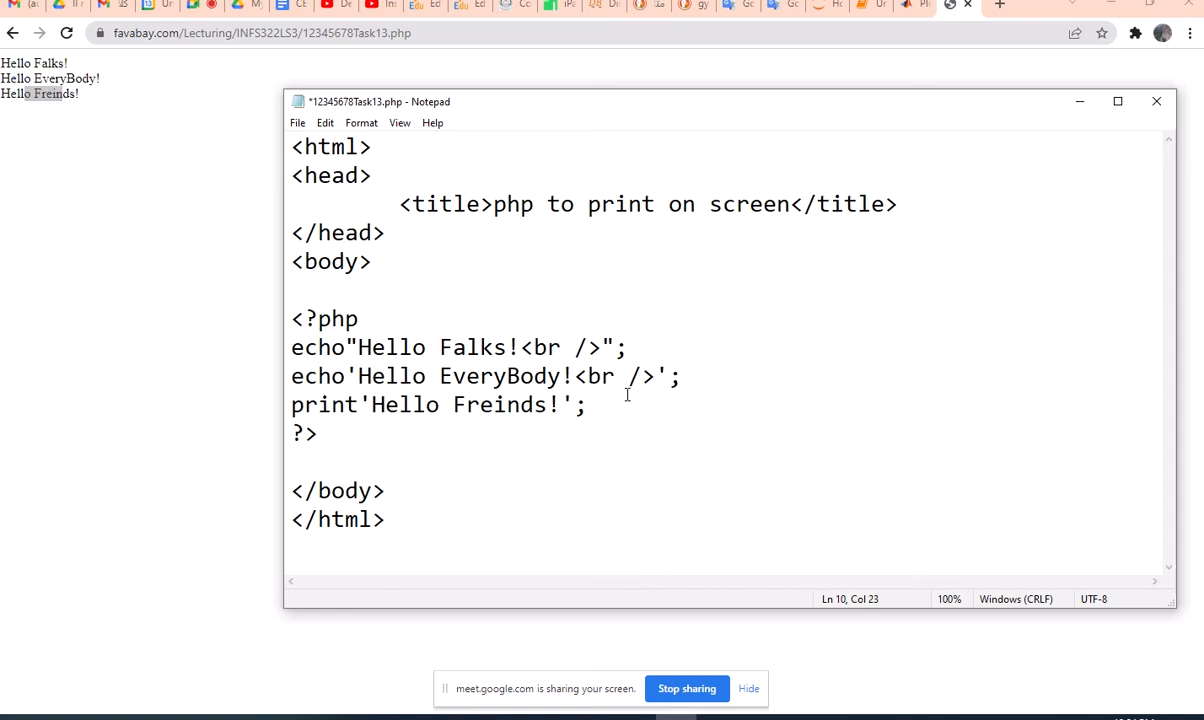 favabay.com/Lecturing/INFS322LS3/12345678Task13.php
Hello Falks!
Hello EveryBody!
Hello Freinds!
*12345678Task13.php - Notepad
File Edit Format View Help
<html>
<head>
<title>php to print on screen</title>
</head>
<body>
<?php
echo"Hello Falks!<br />";
echo'Hello EveryBody!<br />';
print'Hello Freinds!';
?>
</body>
</html>
Ln 10, Col 23 100% Windows (CRLF) UTF-8
meet.google.com is sharing your screen. Stop sharing Hide